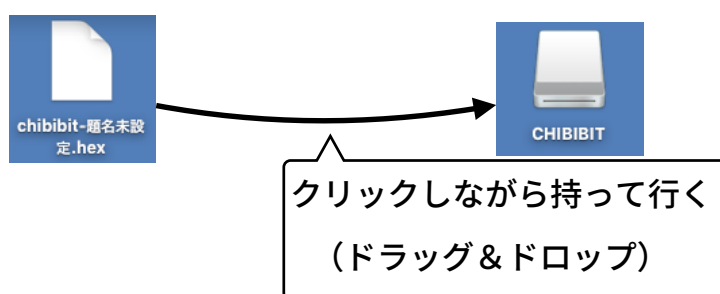 chibibit-題名未設
定.hex
CHIBIBIT
クリックしながら持って行く
（ドラッグ＆ドロップ）